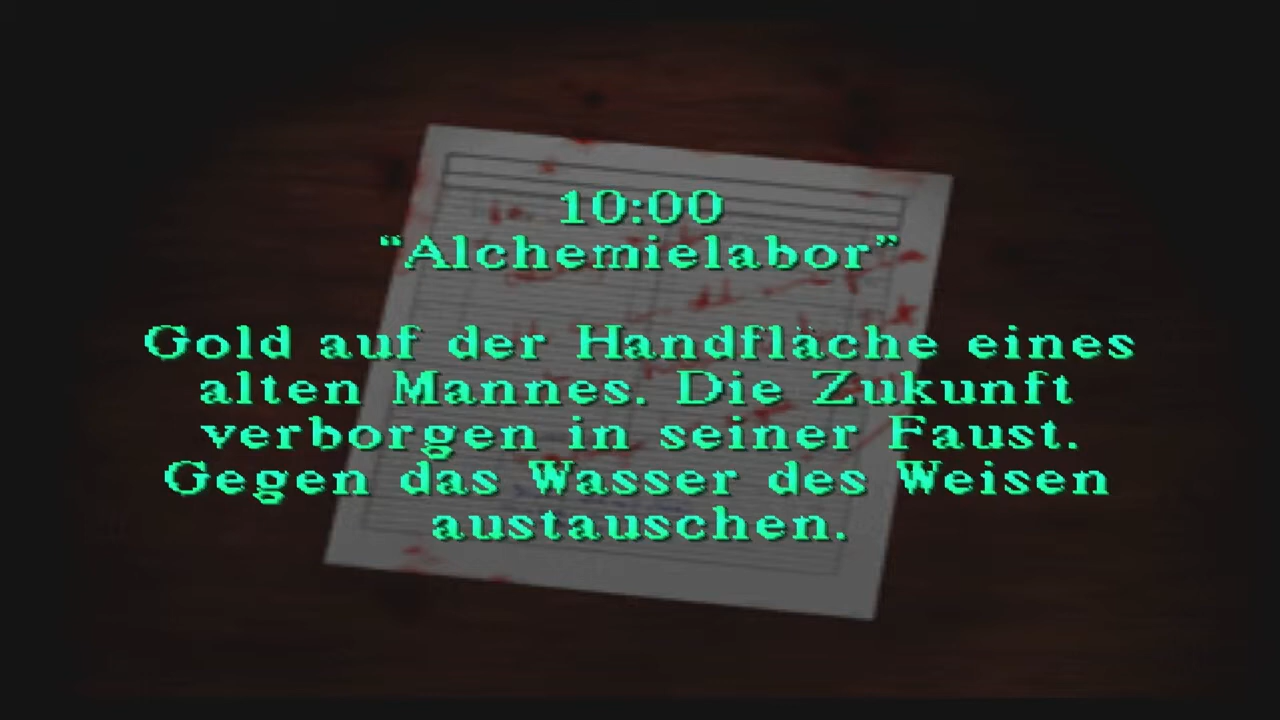 10:00
“Alchemielabor”
Gold auf der Handfläche eines
alten Mannes. Die Zukunft
verborgen in seiner Faust.
Gegen das Wasser des Weisen
austauschen.